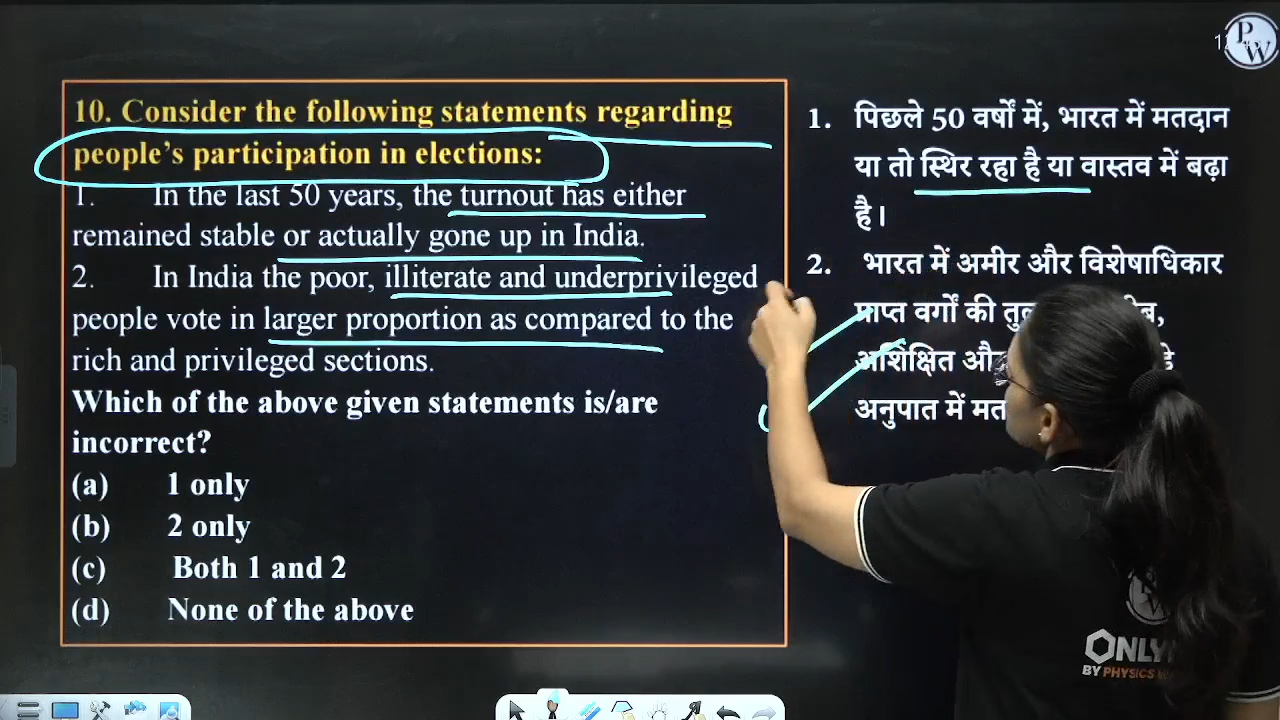 10. Consider the following statements regarding
people's participation in elections:
1. In the last 50 years, the turnout has either
remained stable or actually gone up in India.
2. In India the poor, illiterate and underprivileged
people vote in larger proportion as compared to the
rich and privileged sections.
Which of the above given statements is/are
incorrect?
(a) 1 only
(b) 2 only
(c) Both 1 and 2
(d) None of the above
1. पिछले 50 वर्षों में, भारत में मतदान
या तो स्थिर रहा है या वास्तव में बढ़ा
है।
2. भारत में अमीर और विशेषाधिकार
प्राप्त वर्गों की
अशिक्षित
अनुपात में
P
W
BY PHYSICS